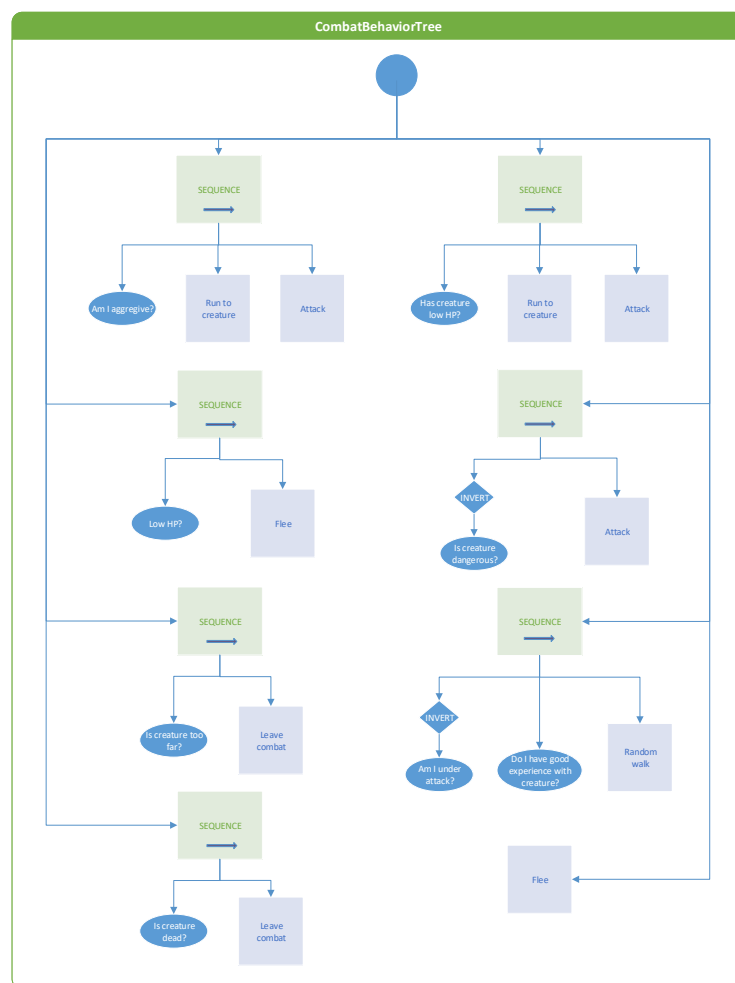 CombatBehaviorTree
SEQUENCE
SEQUENCE
Am I aggregive?
Run to
creature
Attack
Has creature
low HP?
Run to
creature
Attack
SEQUENCE
SEQUENCE
Low HP?
Flee
INVERT
Is creature
dangerous?
Attack
SEQUENCE
SEQUENCE
Is creature too
far?
Leave
combat
INVERT
Am I under
attack?
Do I have good
experience with
creature?
Random
walk
SEQUENCE
Is creature
dead?
Leave
combat
Flee